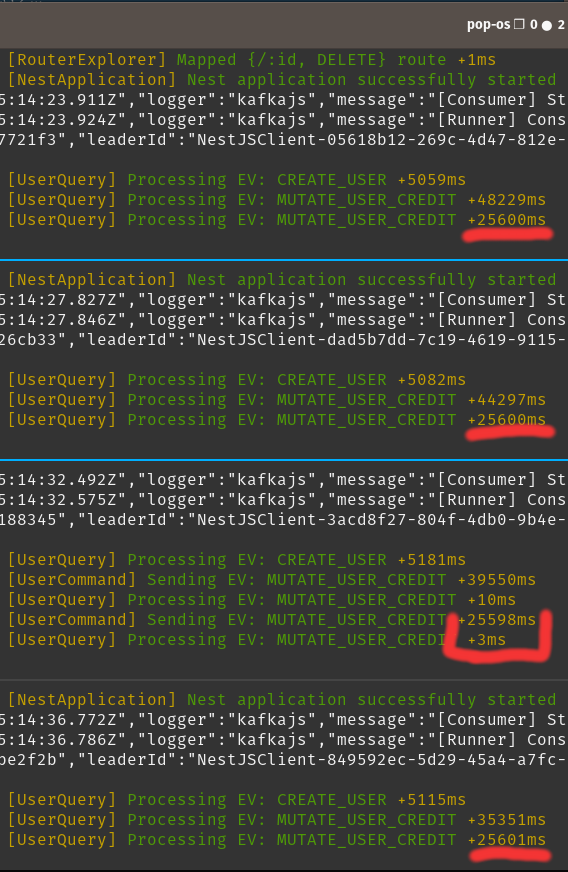 pop-os ❐ 0 ● 2
[RouterExplorer] Mapped {/:id, DELETE} route +1ms
[NestApplication] Nest application successfully started
5:14:23.911Z","logger":"kafkajs","message":"[Consumer] St
5:14:23.924Z","logger":"kafkajs","message":"[Runner] Cons
7721f3","leaderId":"NestJSClient-05618b12-269c-4d47-812e-
[UserQuery] Processing EV: CREATE_USER +5059ms
[UserQuery] Processing EV: MUTATE_USER_CREDIT +48229ms
[UserQuery] Processing EV: MUTATE_USER_CREDIT +25600ms
[NestApplication] Nest application successfully started
5:14:27.827Z","logger":"kafkajs","message":"[Consumer] St
5:14:27.846Z","logger":"kafkajs","message":"[Runner] Cons
26cb33","leaderId":"NestJSClient-dad5b7dd-7c19-4619-9115-
[UserQuery] Processing EV: CREATE_USER +5082ms
[UserQuery] Processing EV: MUTATE_USER_CREDIT +44297ms
[UserQuery] Processing EV: MUTATE_USER_CREDIT +25600ms
5:14:32.492Z","logger":"kafkajs","message":"[Consumer] St
5:14:32.575Z","logger":"kafkajs","message":"[Runner] Cons
188345","leaderId":"NestJSClient-3acd8f27-804f-4db0-9b4e-
[UserQuery] Processing EV: CREATE_USER +5181ms
[UserCommand] Sending EV: MUTATE_USER_CREDIT +39550ms
[UserQuery] Processing EV: MUTATE_USER_CREDIT +10ms
[UserCommand] Sending EV: MUTATE_USER_CREDIT +25598ms
[UserQuery] Processing EV: MUTATE_USER_CREDIT +3ms
[NestApplication] Nest application successfully started
5:14:36.772Z","logger":"kafkajs","message":"[Consumer] St
5:14:36.786Z","logger":"kafkajs","message":"[Runner] Cons
be2f2b","leaderId":"NestJSClient-849592ec-5d29-45a4-a7fc-
[UserQuery] Processing EV: CREATE_USER +5115ms
[UserQuery] Processing EV: MUTATE_USER_CREDIT +35351ms
[UserQuery] Processing EV: MUTATE_USER_CREDIT +25601ms